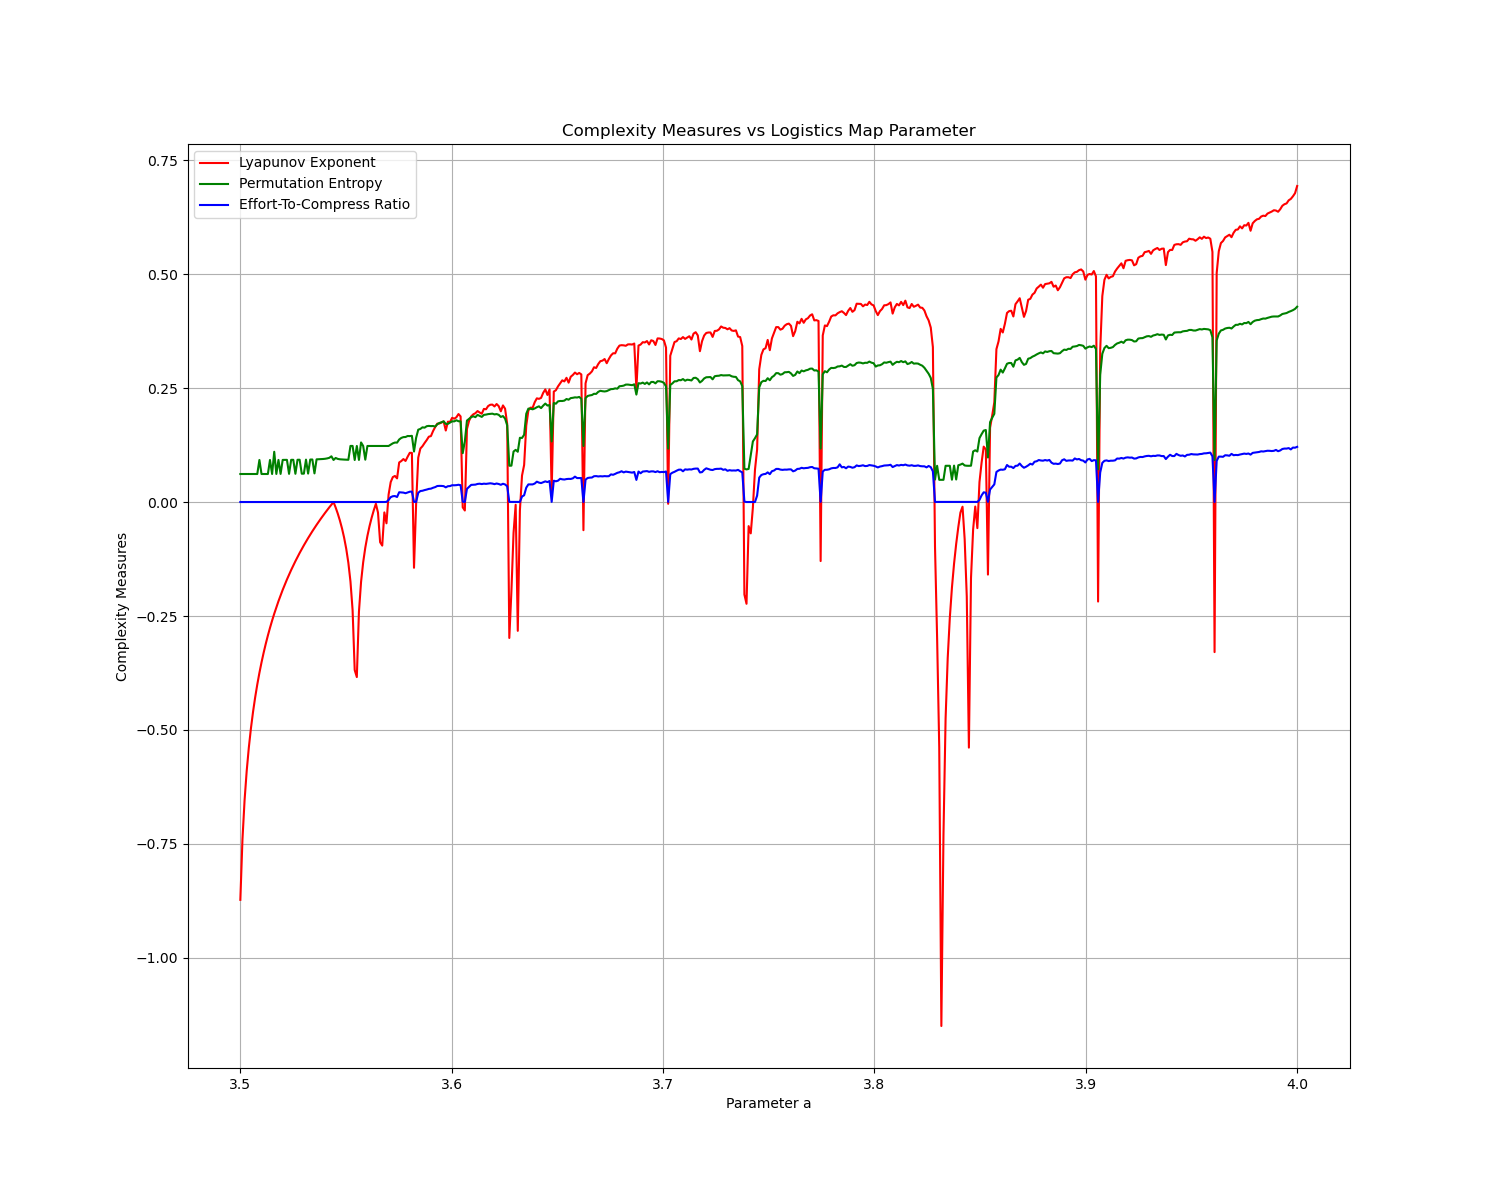 Complexity Measures vs Logistics Map Parameter
Lyapunov Exponent
Permutation Entropy
Effort-To-Compress Ratio
0.75
0.50
0.25
0.00
−0.25
−0.50
−0.75
−1.00
Complexity Measures
3.5 3.6 3.7 3.8 3.9 4.0
Parameter a